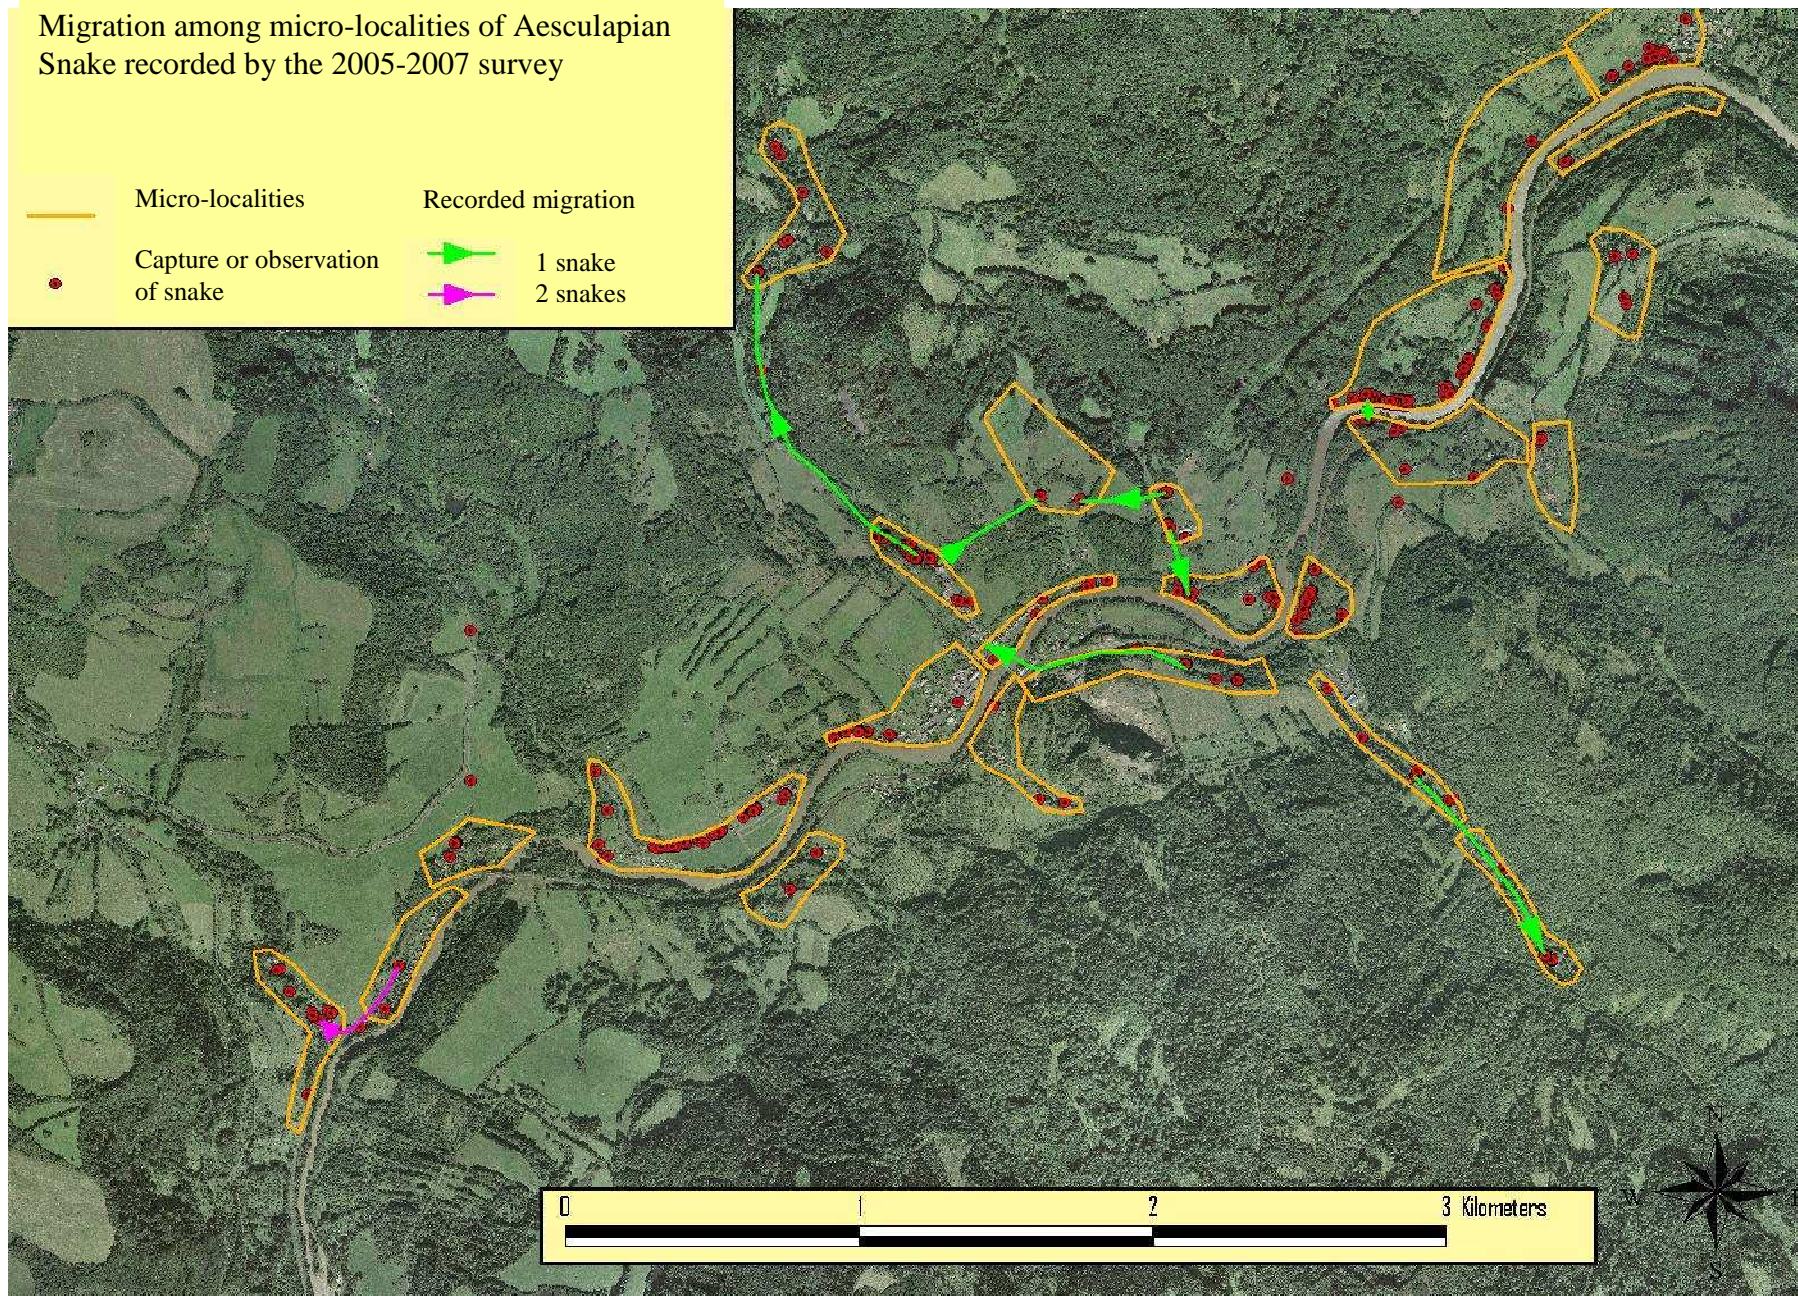 Migration among micro-localities of Aesculapian
Snake recorded by the 2005-2007 survey
Micro-localities
Recorded migration
Capture or observation
of snake
1 snake
2 snakes
0 1 2 3 Kilometers
N
W
S